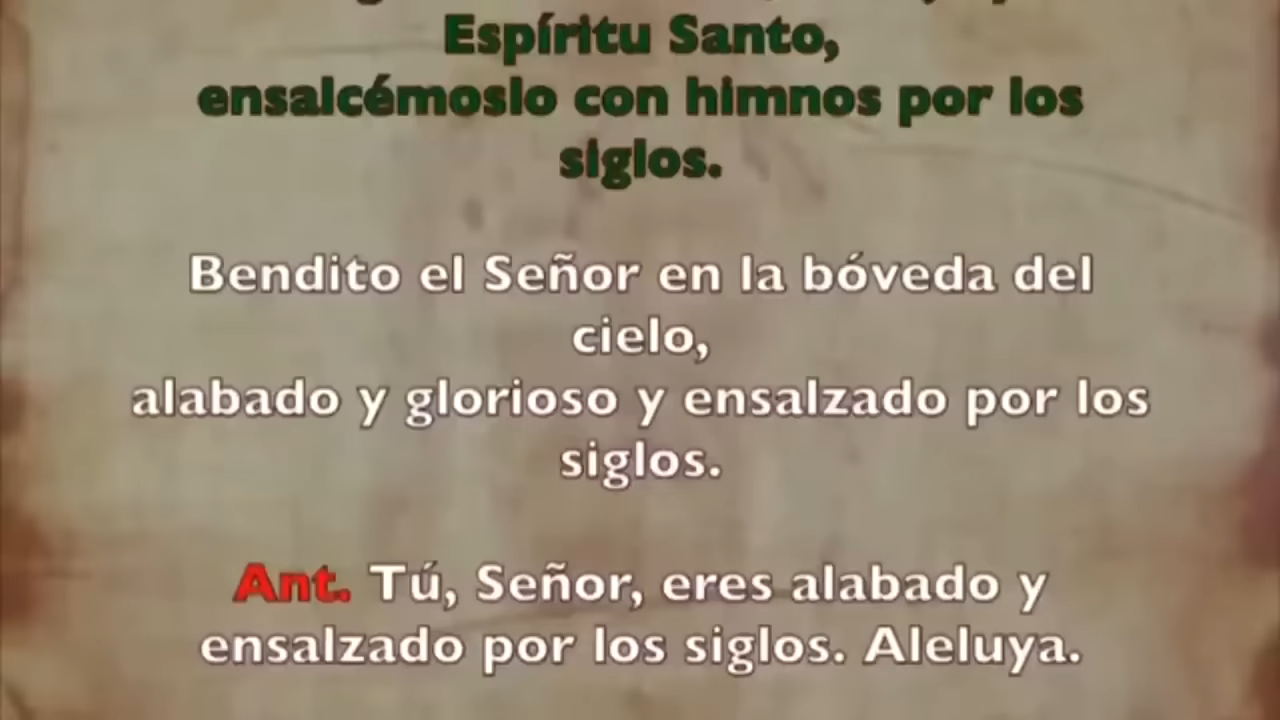 Espíritu Santo,
ensalcémoslo con himnos por los
siglos.
Bendito el Señor en la bóveda del
cielo,
alabado y glorioso y ensalzado por los
siglos.
Ant. Tú, Señor, eres alabado y
ensalzado por los siglos. Aleluya.